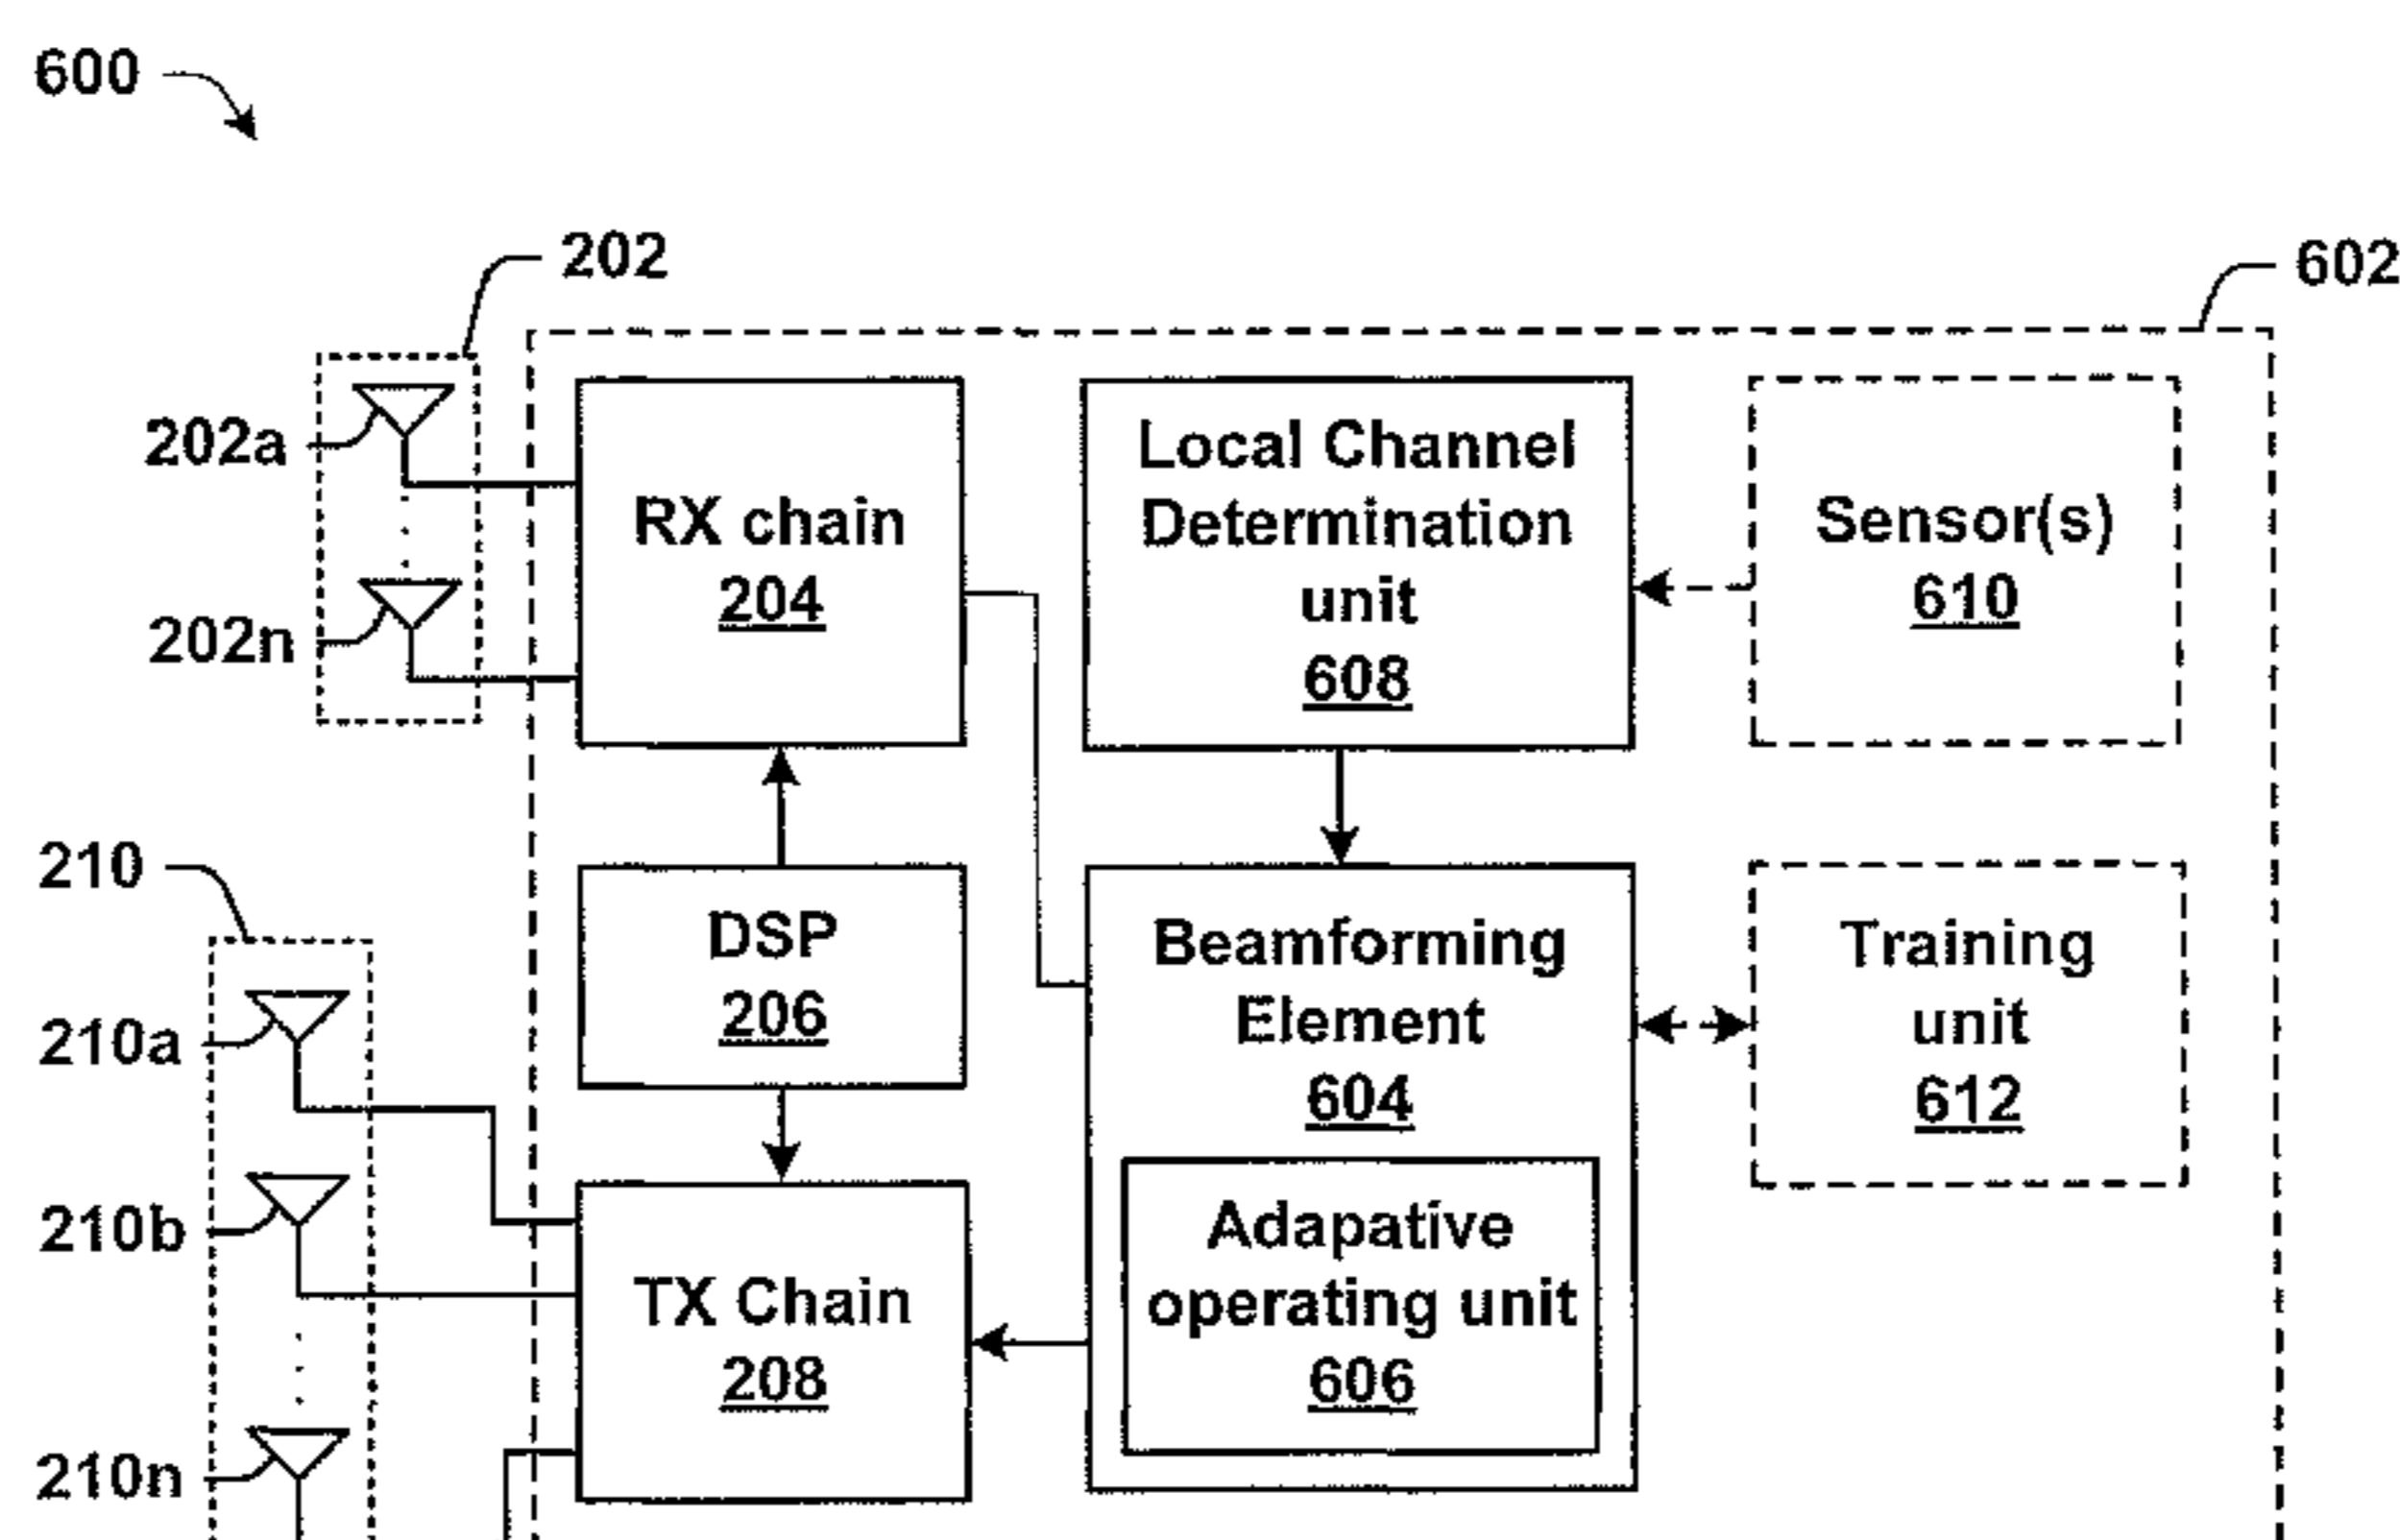 600
202
602
202a
202n
RX chain
204
Local Channel
Determination
unit
608
Sensor(s)
610
210
210a
210b
210n
DSP
206
Beamforming
Element
604
Training
unit
612
TX Chain
208
Adapative
operating unit
606